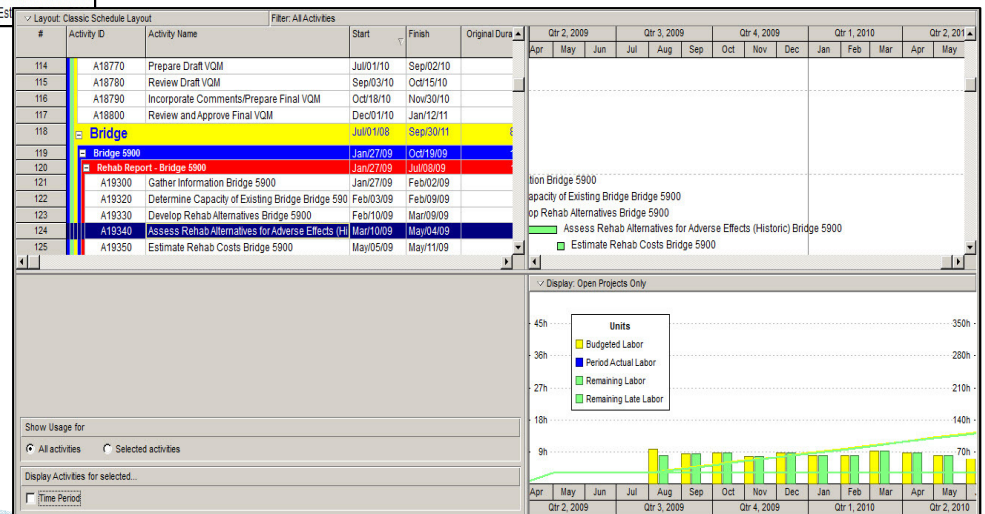 Est
Layout: Classic Schedule Layout Filter: All Activities
# Activity ID Activity Name Start Finish Original Dura
Qtr 2, 2009 Qtr 3, 2009 Qtr 4, 2009 Qtr 1, 2010 Qtr 2, 201
Apr May Jun Jul Aug Sep Oct Nov Dec Jan Feb Mar Apr May
114 A18770 Prepare Draft VQM Jul/01/10 Sep/02/10
115 A18780 Review Draft VQM Sep/03/10 Oct/15/10
116 A18790 Incorporate Comments/Prepare Final VQM Oct/18/10 Nov/30/10
117 A18800 Review and Approve Final VQM Dec/01/10 Jan/12/11
118 Bridge Jul/01/08 Sep/30/11
119 Bridge 5900 Jan/27/09 Oct/19/09
120 Rehab Report - Bridge 5900 Jan/27/09 Jul/08/09
121 A19300 Gather Information Bridge 5900 Jan/27/09 Feb/02/09 tion Bridge 5900
122 A19320 Determine Capacity of Existing Bridge Bridge 590 Feb/03/09 Feb/09/09 apacity of Existing Bridge Bridge 5900
123 A19330 Develop Rehab Alternatives Bridge 5900 Feb/10/09 Mar/09/09 op Rehab Alternatives Bridge 5900
124 A19340 Assess Rehab Alternatives for Adverse Effects (Hi Mar/10/09 May/04/09 Assess Rehab Alternatives for Adverse Effects (Historic) Bridge 5900
125 A19350 Estimate Rehab Costs Bridge 5900 May/05/09 May/11/09 Estimate Rehab Costs Bridge 5900
Display: Open Projects Only
45h 350h
Units
Budgeted Labor
36h 280h
Period Actual Labor
Remaining Labor
27h 210h
Remaining Late Labor
18h 140h
9h 70h
Show Usage for
All activities Selected activities
Display Activities for selected...
Time Period
Apr May Jun Jul Aug Sep Oct Nov Dec Jan Feb Mar Apr May
Qtr 2, 2009 Qtr 3, 2009 Qtr 4, 2009 Qtr 1, 2010 Qtr 2, 2010